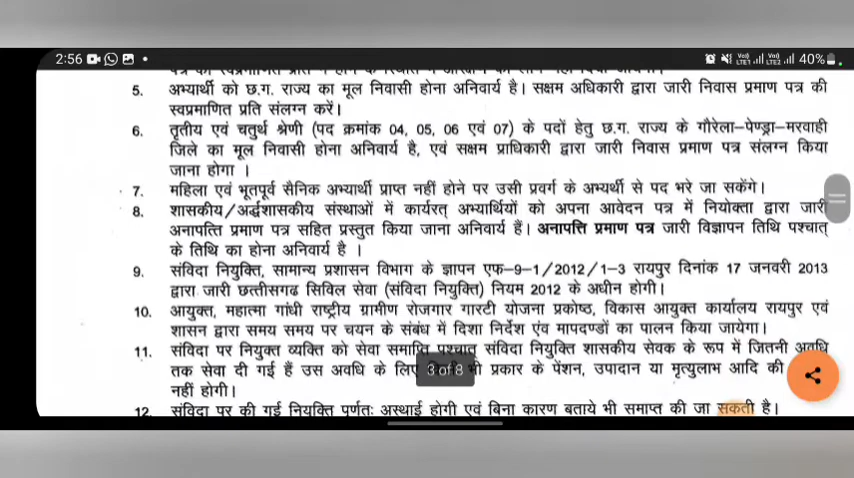 2:56
Vo) LTE1 Vo) LTE2 40%
5. अभ्यार्थी को छ.ग. राज्य का मूल निवासी होना अनिवार्य है। सक्षम अधिकारी द्वारा जारी निवास प्रमाण पत्र की
स्वप्रमाणित प्रति संलग्न करें।
6. तृतीय एवं चतुर्थ श्रेणी (पद क्रमांक 04, 05, 06 एवं 07) के पदों हेतु छ.ग. राज्य के गौरेला-पेण्ड्रा-मरवाही
जिले का मूल निवासी होना अनिवार्य है, एवं सक्षम प्राधिकारी द्वारा जारी निवास प्रमाण पत्र संलग्न किया
जाना होगा ।
7. महिला एवं भूतपूर्व सैनिक अभ्यार्थी प्राप्त नहीं होने पर उसी प्रवर्ग के अभ्यर्थी से पद भरे जा सकेंगे।
8. शासकीय/अर्द्धशासकीय संस्थाओं में कार्यरत् अभ्यार्थियों को अपना आवेदन पत्र में नियोक्ता द्वारा जारी
अनापत्ति प्रमाण पत्र सहित प्रस्तुत किया जाना अनिवार्य हैं। अनापत्ति प्रमाण पत्र जारी विज्ञापन तिथि पश्चात्
के तिथि का होना अनिवार्य है ।
9. संविदा नियुक्ति, सामान्य प्रशासन विभाग के ज्ञापन एफ-9-1/2012/1-3 रायपुर दिनांक 17 जनवरी 2013
द्वारा जारी छत्तीसगढ सिविल सेवा (संविदा नियुक्ति) नियम 2012 के अधीन होगी।
10. आयुक्त, महात्मा गांधी राष्ट्रीय ग्रामीण रोजगार गारटी योजना प्रकोष्ठ, विकास आयुक्त कार्यालय रायपुर एवं
शासन द्वारा समय समय पर चयन के संबंध में दिशा निर्देश एंव मापदण्डों का पालन किया जायेगा।
11. संविदा पर नियुक्त व्यक्ति को सेवा समाप्ति पश्चात् संविदा नियुक्ति शासकीय सेवक के रूप में जितनी अवधि
तक सेवा दी गई हैं उस अवधि के लिए भी प्रकार के पेंशन, उपादान या मृत्युलाभ आदि की
3 of 8
नहीं होगी।
12. संविदा पर की गई नियुक्ति पूर्णतः अस्थाई होगी एवं बिना कारण बताये भी समाप्त की जा सकती है।